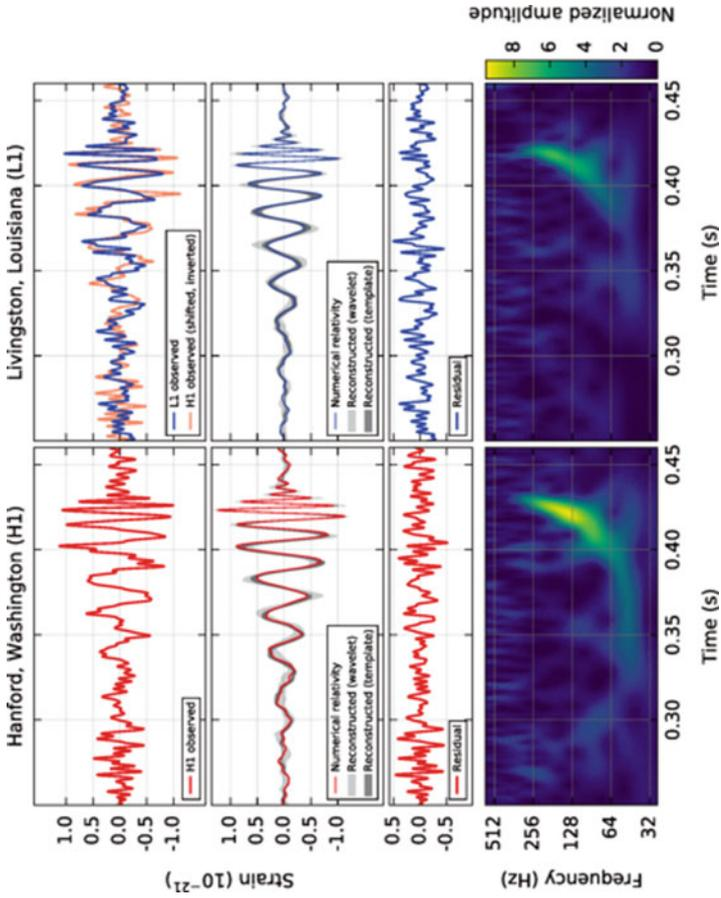 Hanford, Washington (H1)
Livingston, Louisiana (L1)
1.0
0.5
0.0
-0.5
-1.0
H1 observed
L1 observed
H1 observed (shifted, inverted)
Strain (10⁻²¹)
1.0
0.5
0.0
-0.5
-1.0
Numerical relativity
Reconstructed (wavelet)
Reconstructed (template)
Numerical relativity
Reconstructed (wavelet)
Reconstructed (template)
0.5
0.0
-0.5
Residual
Residual
Frequency (Hz)
512
256
128
64
32
0.30
0.35
0.40
0.45
0.30
0.35
0.40
0.45
Time (s)
Time (s)
Normalized amplitude
8
6
4
2
0